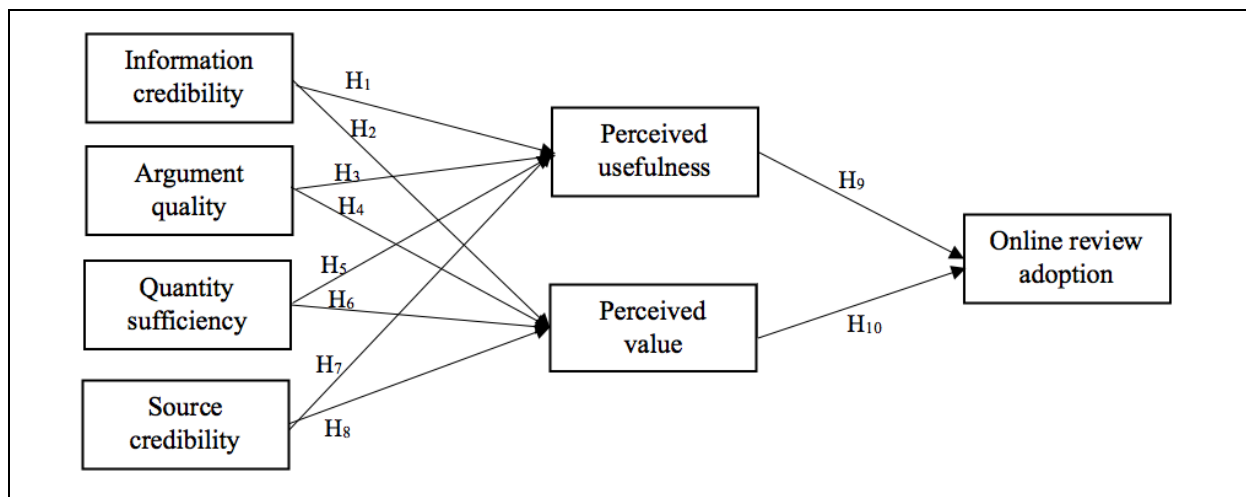 Information
credibility
Argument
quality
Quantity
sufficiency
Source
credibility
H1
H2
H3
H4
H5
H6
H7
H8
Perceived
usefulness
Perceived
value
H9
H10
Online review
adoption